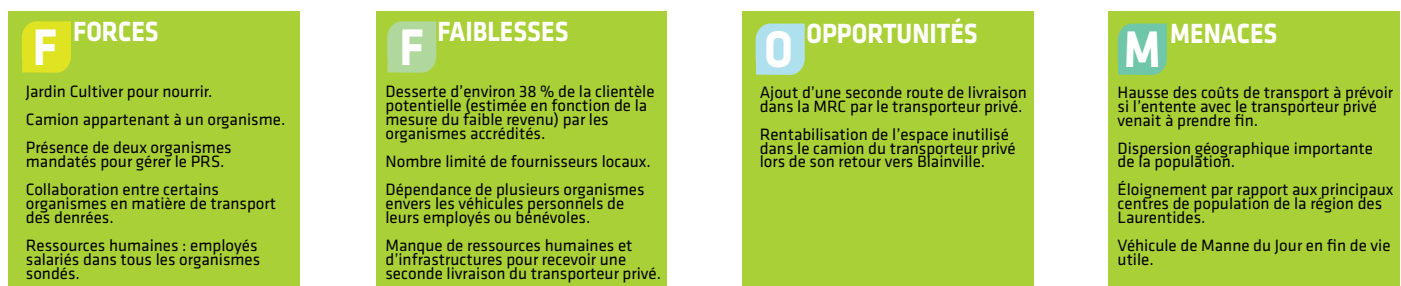 F FORCES
Jardin Cultiver pour nourrir.
Camion appartenant à un organisme.
Présence de deux organismes
mandatés pour gérer le PRS.
Collaboration entre certains
organismes en matière de transport
des denrées.
Ressources humaines : employés
salariés dans tous les organismes
sondés.
F FAIBLESSES
Desserte d'environ 38 % de la clientèle
potentielle (estimée en fonction de la
mesure du faible revenu) par les
organismes accrédités.
Nombre limité de fournisseurs locaux.
Dépendance de plusieurs organismes
envers les véhicules personnels de
leurs employés ou bénévoles.
Manque de ressources humaines et
d'infrastructures pour recevoir une
seconde livraison du transporteur privé.
O OPPORTUNITÉS
Ajout d'une seconde route de livraison
dans la MRC par le transporteur privé.
Rentabilisation de l'espace inutilisé
dans le camion du transporteur privé
lors de son retour vers Blainville.
M MENACES
Hausse des coûts de transport à prévoir
si l'entente avec le transporteur privé
venait à prendre fin.
Dispersion géographique importante
de la population.
Éloignement par rapport aux principaux
centres de population de la région des
Laurentides.
Véhicule de Manne du Jour en fin de vie
utile.